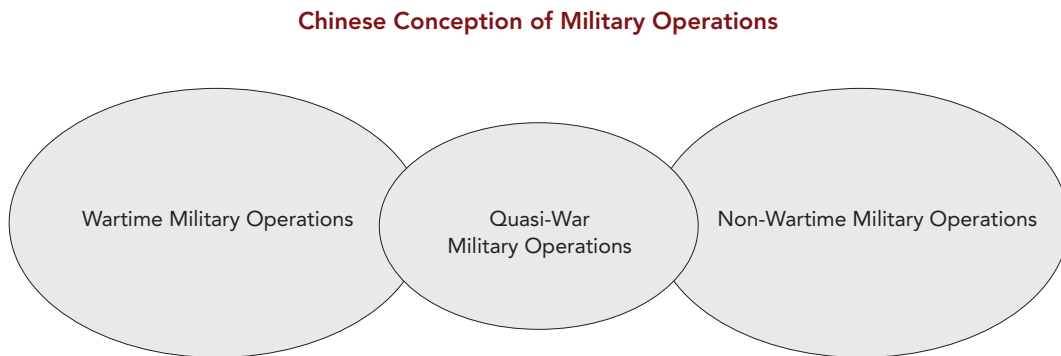 Chinese Conception of Military Operations
Wartime Military Operations
Quasi-War
Military Operations
Non-Wartime Military Operations